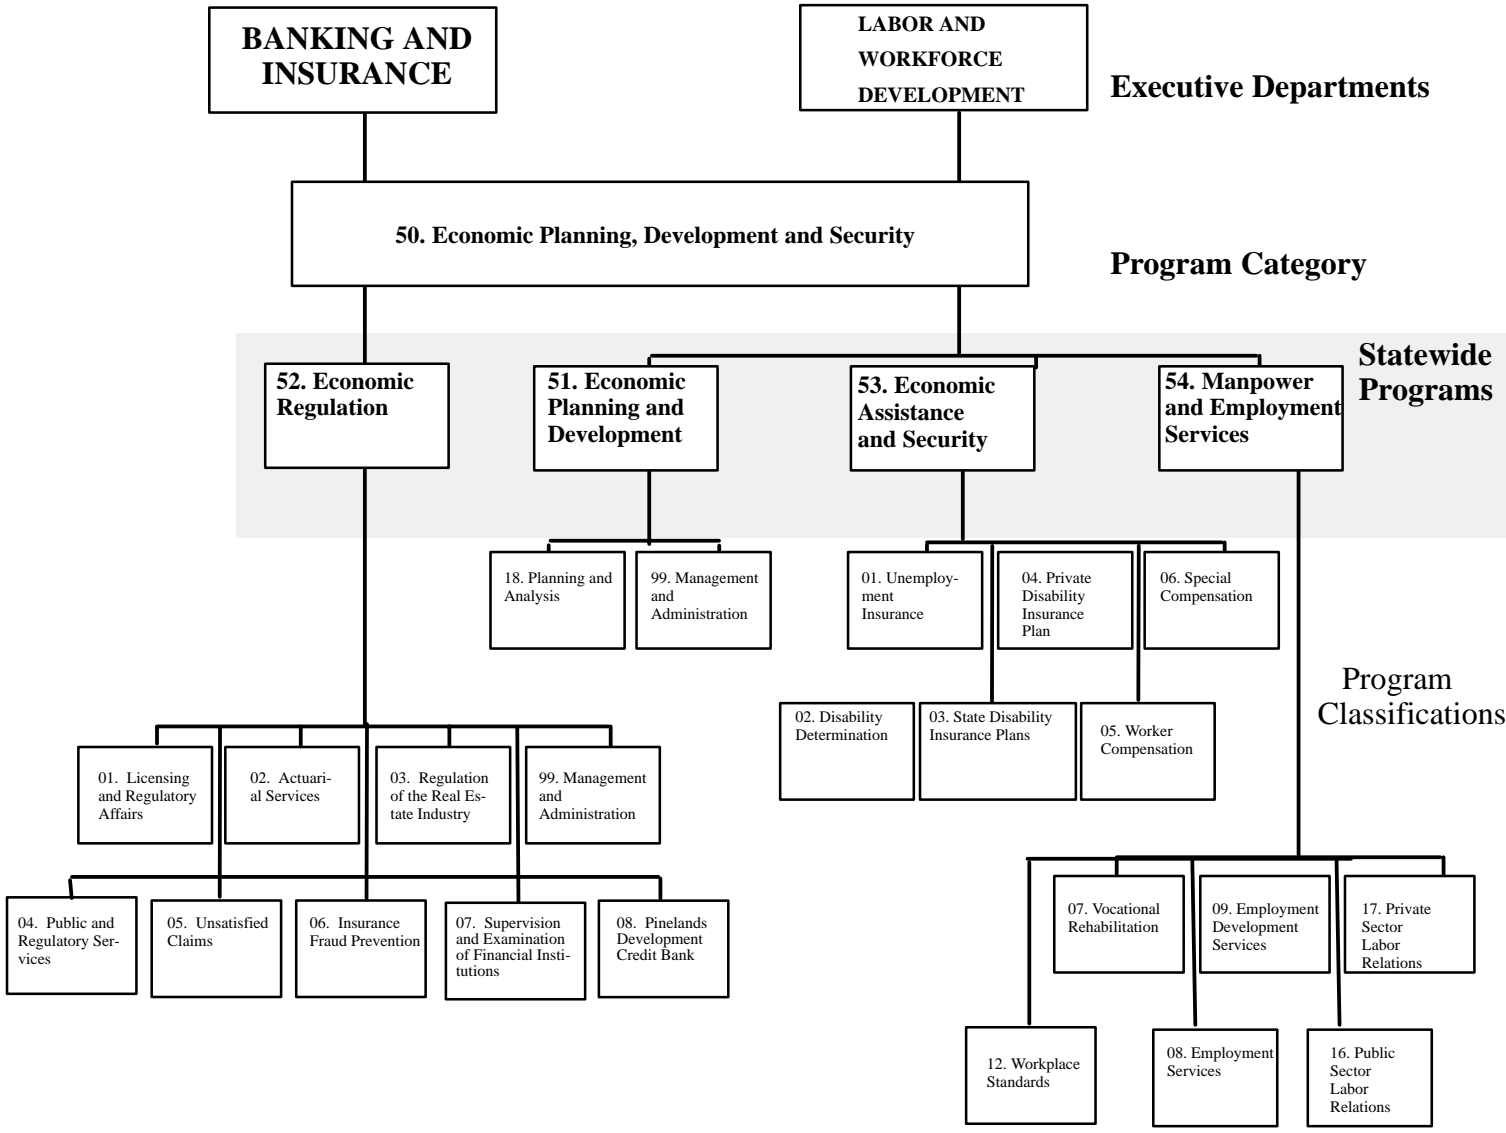 BANKING AND
INSURANCE
LABOR AND
WORKFORCE
DEVELOPMENT
Executive Departments
50. Economic Planning, Development and Security
Program Category
Statewide
Programs
52. Economic
Regulation
51. Economic
Planning and
Development
53. Economic
Assistance
and Security
54. Manpower
and Employment
Services
18. Planning and
Analysis
99. Management
and
Administration
01. Unemploy-
ment
Insurance
04. Private
Disability
Insurance
Plan
06. Special
Compensation
Program
Classifications
02. Disability
Determination
03. State Disability
Insurance Plans
05. Worker
Compensation
01. Licensing
and Regulatory
Affairs
02. Actuari-
al Services
03. Regulation
of the Real Es-
tate Industry
99. Management
and
Administration
04. Public and
Regulatory Ser-
vices
05. Unsatisfied
Claims
06. Insurance
Fraud Prevention
07. Supervision
and Examination
of Financial Insti-
tutions
08. Pinelands
Development
Credit Bank
07. Vocational
Rehabilitation
09. Employment
Development
Services
17. Private
Sector
Labor
Relations
12. Workplace
Standards
08. Employment
Services
16. Public
Sector
Labor
Relations